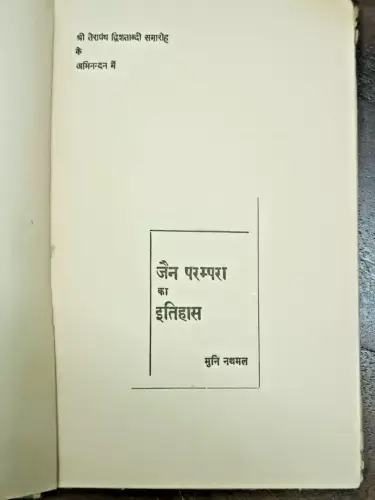 श्री तेरापंथ द्विशताब्दी समारोह
के
अभिनन्दन में
जैन परम्परा
का
इतिहास
मुनि नथमल